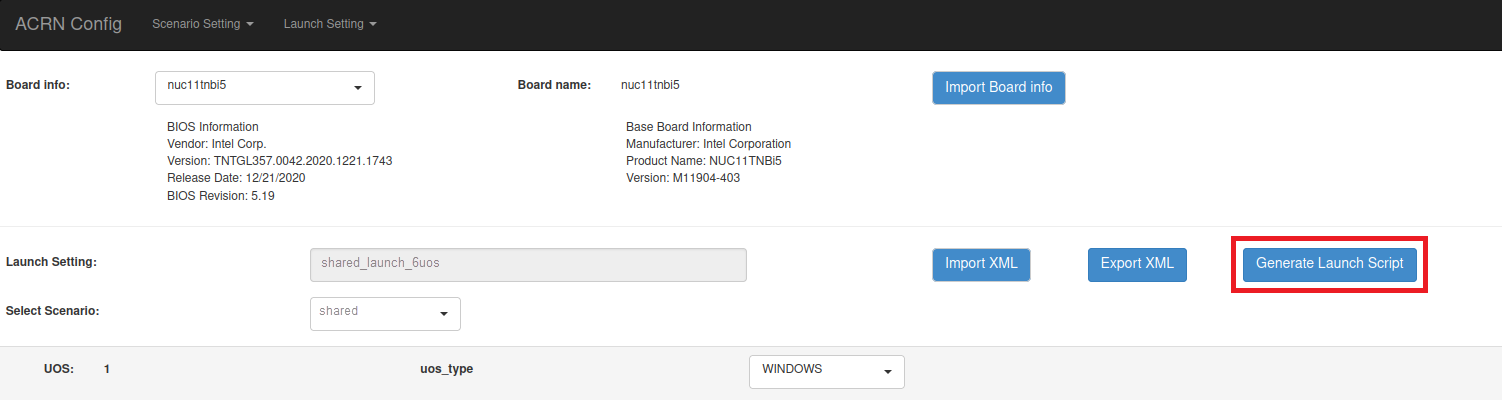 ACRN Config Scenario Setting Launch Setting
Board info: nuc11tnbi5 Board name: nuc11tnbi5 Import Board info
BIOS Information Base Board Information
Vendor: Intel Corp. Manufacturer: Intel Corporation
Version: TNTGL357.0042.2020.1221.1743 Product Name: NUC11TNBi5
Release Date: 12/21/2020 Version: M11904-403
BIOS Revision: 5.19
Launch Setting: shared_launch_6uos Import XML Export XML Generate Launch Script
Select Scenario: shared
UOS: 1 uos_type WINDOWS